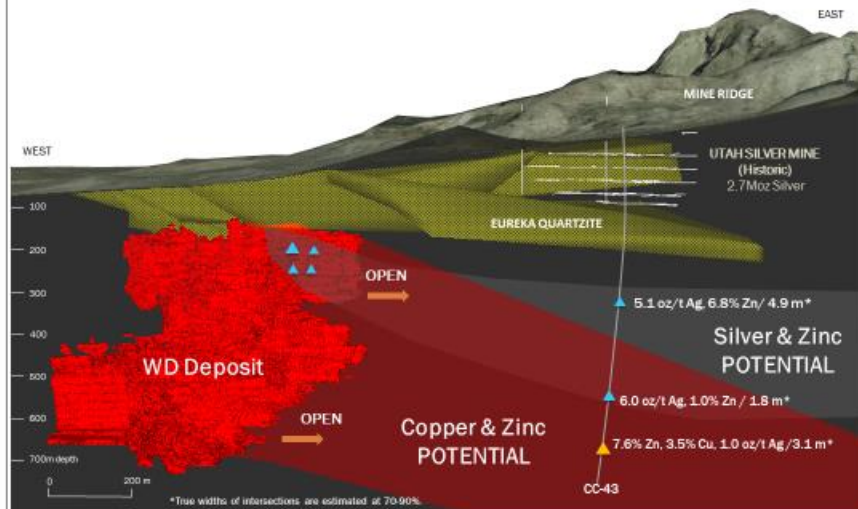 EAST
MINE RIDGE
WEST
UTAH SILVER MINE
(Historic)
2.7Moz Silver
100
EUREKA QUARTZITE
200
OPEN
300
5.1 oz/t Ag, 6.8% Zn/ 4.9 m*
Silver & Zinc
POTENTIAL
400
WD Deposit
500
6.0 oz/t Ag, 1.0% Zn / 1.8 m*
OPEN
Copper & Zinc
POTENTIAL
600
7.6% Zn, 3.5% Cu, 1.0 oz/t Ag /3.1 m*
700m depth
0 200 m
CC-43
*True widths of intersections are estimated at 70-90%.